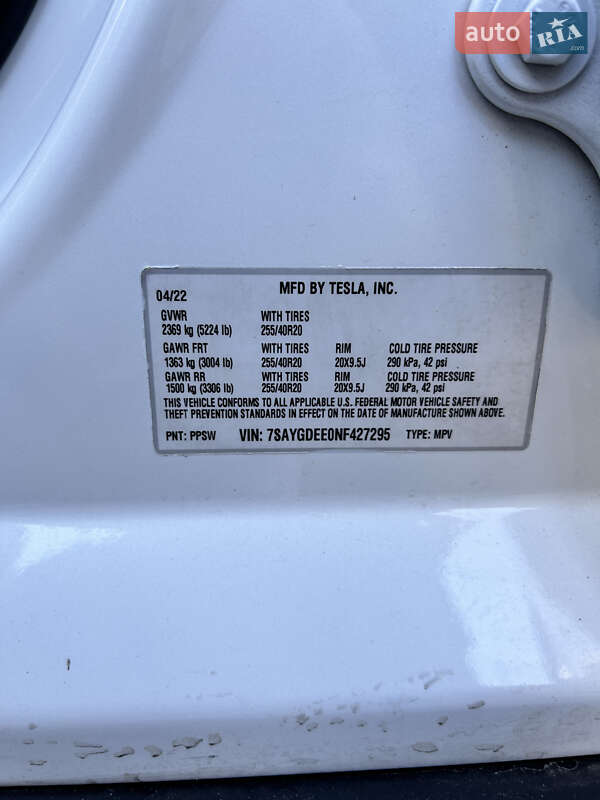 auto RIA.com
MFD BY TESLA, INC.
04/22
GVWR WITH TIRES
2369 kg (5224 lb) 255/40R20
GAWR FRT WITH TIRES RIM COLD TIRE PRESSURE
1363 kg (3004 lb) 255/40R20 20X9.5J 290 kPa, 42 psi
GAWR RR WITH TIRES COLD TIRE PRESSURE
1500 kg (3306 lb) 255/40R20 20X9.5J 290 kPa, 42 psi
THIS VEHICLE CONFORMS TO ALL APPLICABLE U.S. FEDERAL MOTOR VEHICLE SAFETY AND
THEFT PREVENTION STANDARDS IN EFFECT ON THE DATE OF MANUFACTURE SHOWN ABOVE.
PNT: PPSW VIN: 7SAYGDEE0NF427295 TYPE: MPV